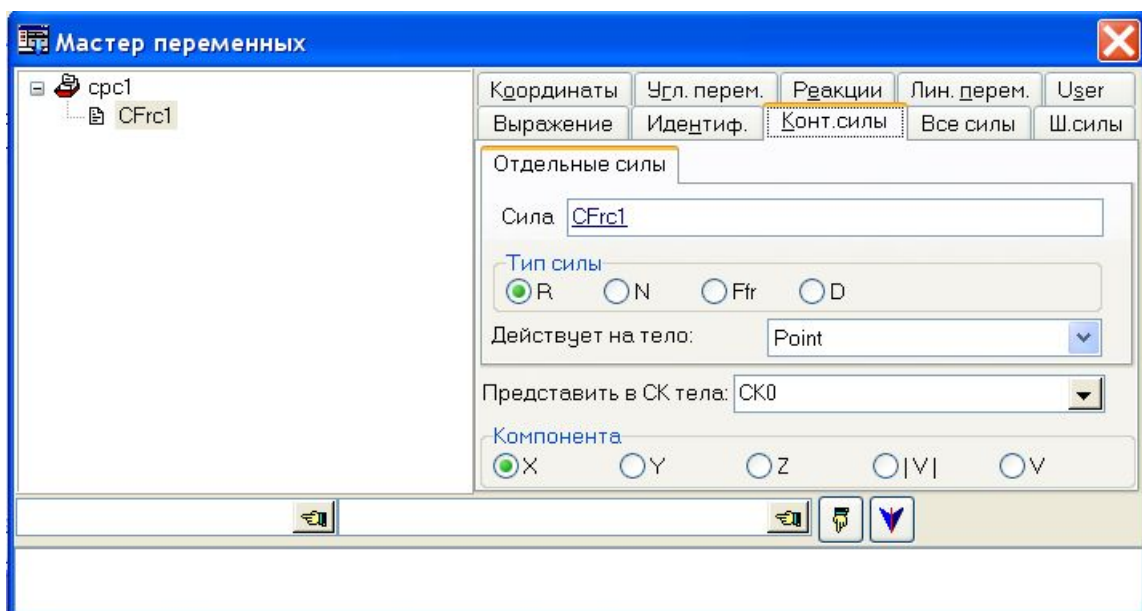 Мастер переменных
cpc1
CFrc1
Координаты Угл. перем. Реакции Лин. перем. User
Выражение Идентиф. Конт.силы Все силы Ш.силы
Отдельные силы
Сила CFrc1
Тип силы
R N Ffr D
Действует на тело: Point
Представить в СК тела: СК0
Компонента
X Y Z |V| V